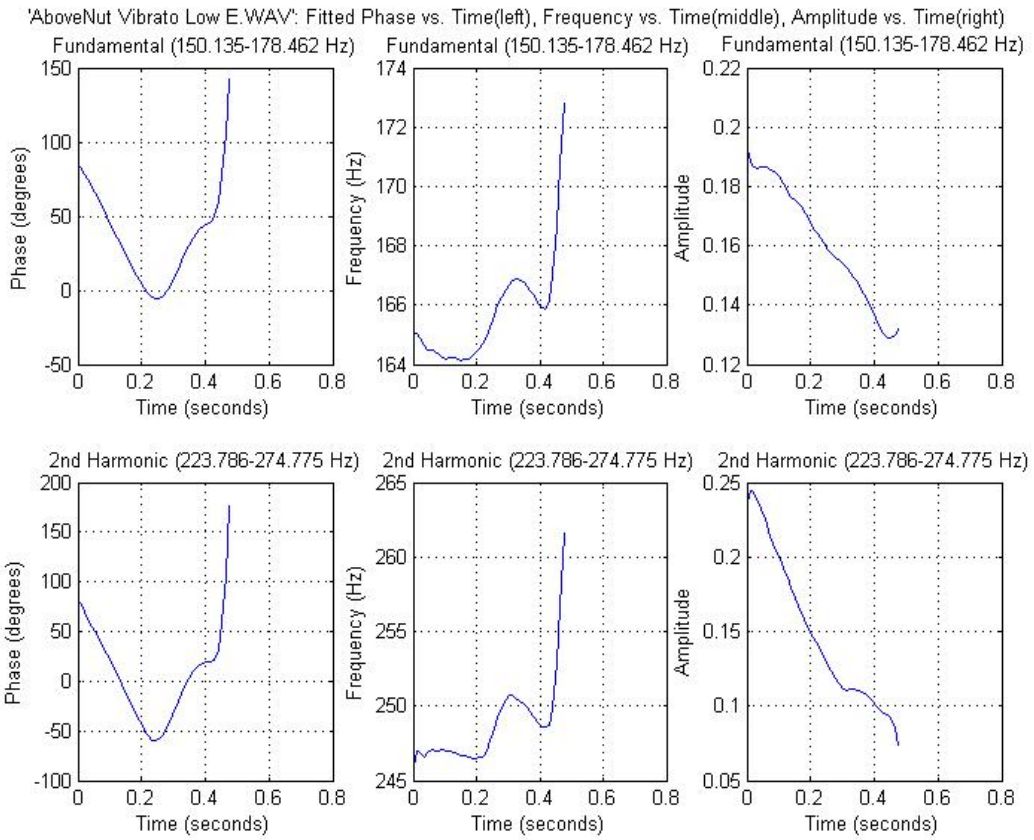 'AboveNut Vibrato Low E.WAV': Fitted Phase vs. Time(left), Frequency vs. Time(middle), Amplitude vs. Time(right)
Fundamental (150.135-178.462 Hz)
150
100
50
0
-50
Phase (degrees)
0 0.2 0.4 0.6 0.8
Time (seconds)
Fundamental (150.135-178.462 Hz)
174
172
170
168
166
164
Frequency (Hz)
0 0.2 0.4 0.6 0.8
Time (seconds)
Fundamental (150.135-178.462 Hz)
0.22
0.2
0.18
0.16
0.14
0.12
Amplitude
0 0.2 0.4 0.6 0.8
Time (seconds)
2nd Harmonic (223.786-274.775 Hz)
200
150
100
50
0
-50
-100
Phase (degrees)
0 0.2 0.4 0.6 0.8
Time (seconds)
2nd Harmonic (223.786-274.775 Hz)
265
260
255
250
245
Frequency (Hz)
0 0.2 0.4 0.6 0.8
Time (seconds)
2nd Harmonic (223.786-274.775 Hz)
0.25
0.2
0.15
0.1
0.05
Amplitude
0 0.2 0.4 0.6 0.8
Time (seconds)